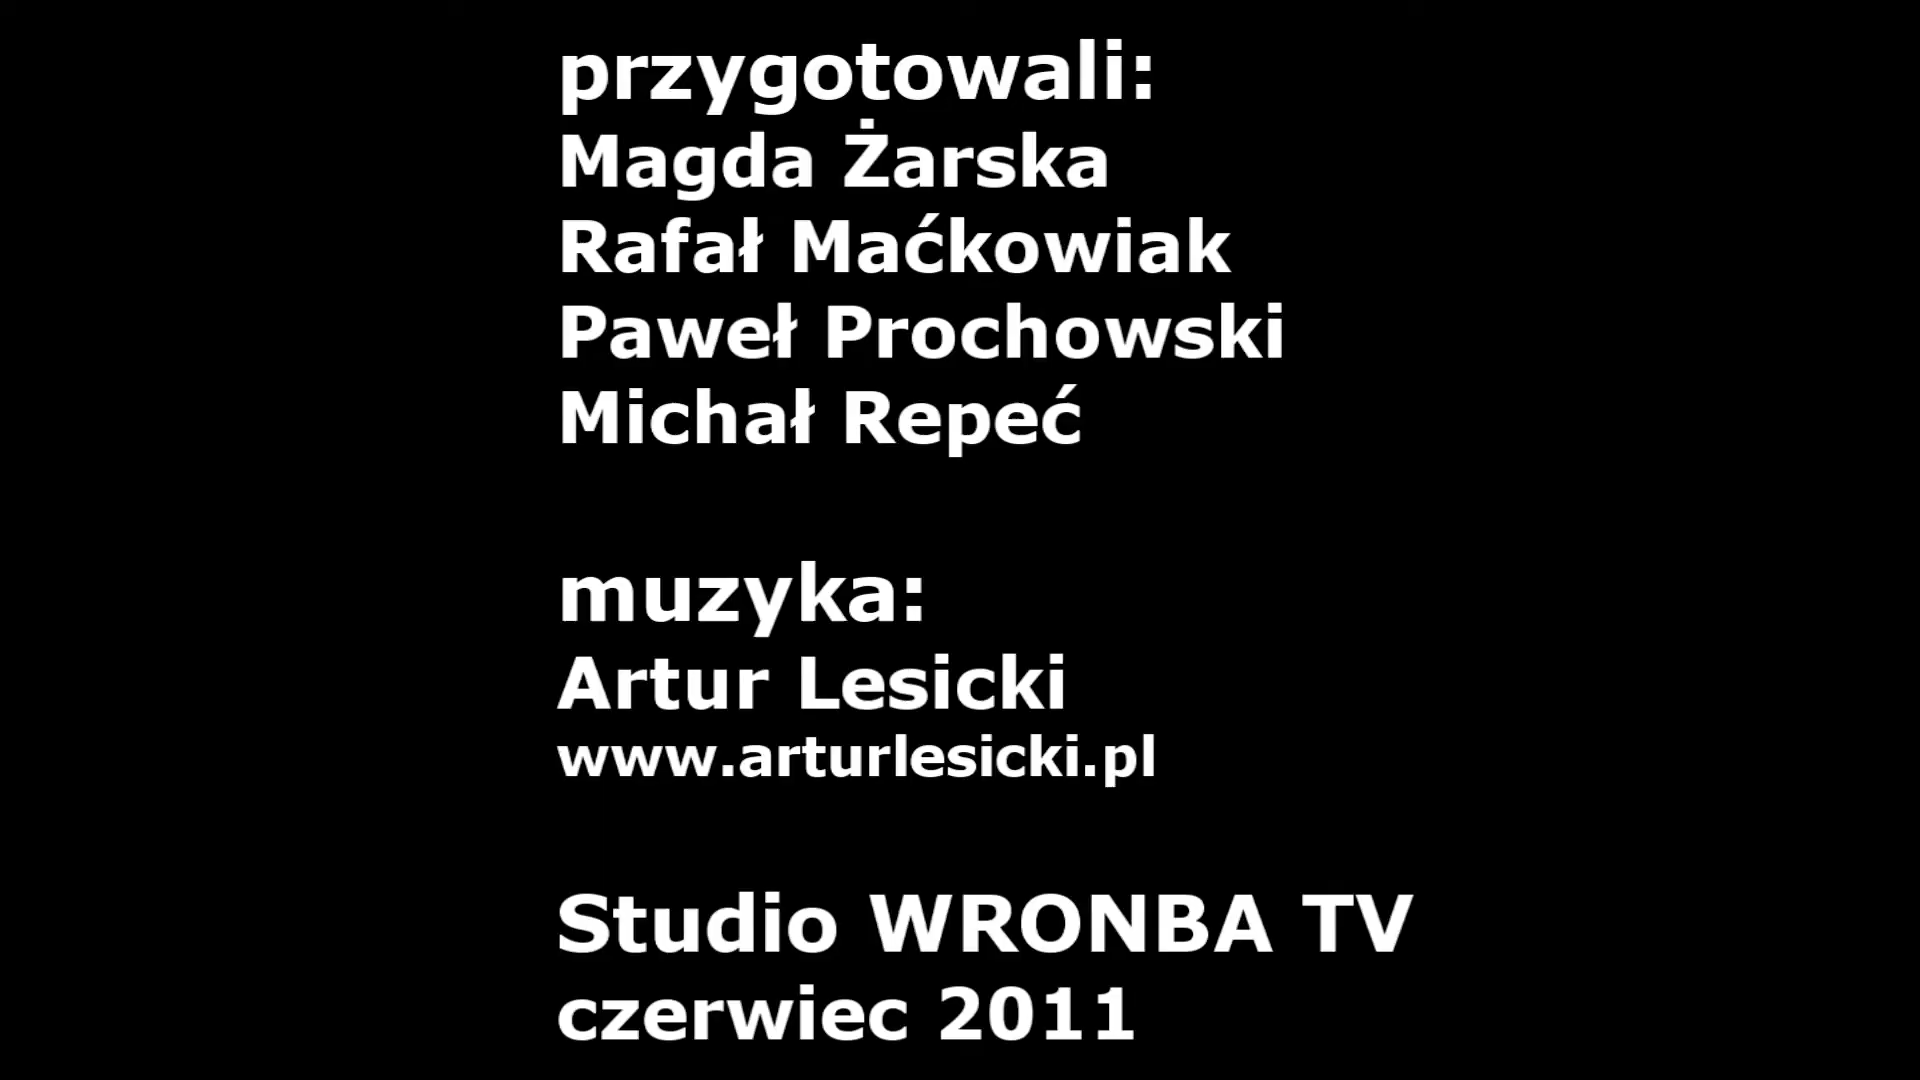 przygotowali:
Magda Żarska
Rafał Maćkowiak
Paweł Prochowski
Michał Repeć
muzyka:
Artur Lesicki
www.arturlesicki.pl
Studio WRONBA TV
czerwiec 2011